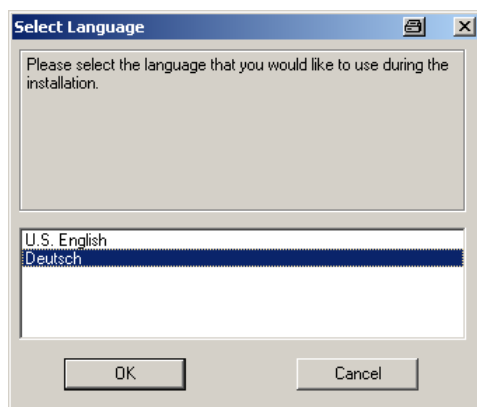 Select Language
Please select the language that you would like to use during the
installation.
U.S. English
Deutsch
OK
Cancel